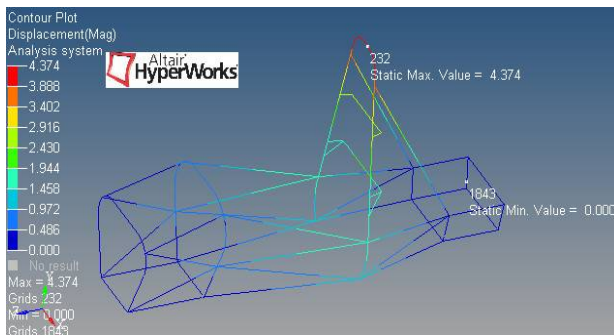 Contour Plot
Displacement(Mag)
Analysis system
4.374
3.888
3.402
2.916
2.430
1.944
1.458
0.972
0.486
0.000
No result
Max = 4.374
Grids 232
Min = 0.000
Grids 1843
Altair
HyperWorks
232
Static Max. Value = 4.374
1843
Static Min. Value = 0.000
Y
Z
X